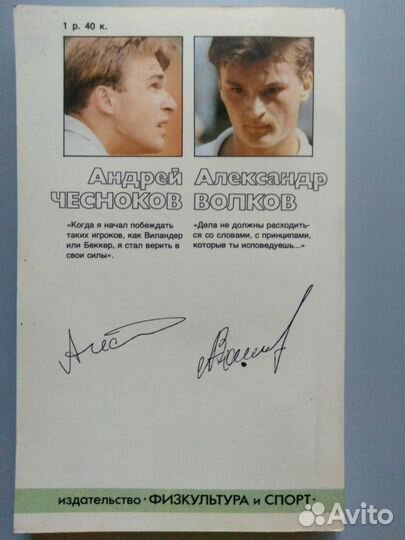 1 р. 40 к.
Андрей
ЧЕСНОКОВ
Александр
ВОЛКОВ
«Когда я начал побеждать
таких игроков, как Виландер
или Беккер, я стал верить в
свои силы».
«Дела не должны расходить-
ся со словами, с принципами,
которые ты исповедуешь...»
издательство · ФИЗКУЛЬТУРА и СПОРТ ·
Avito